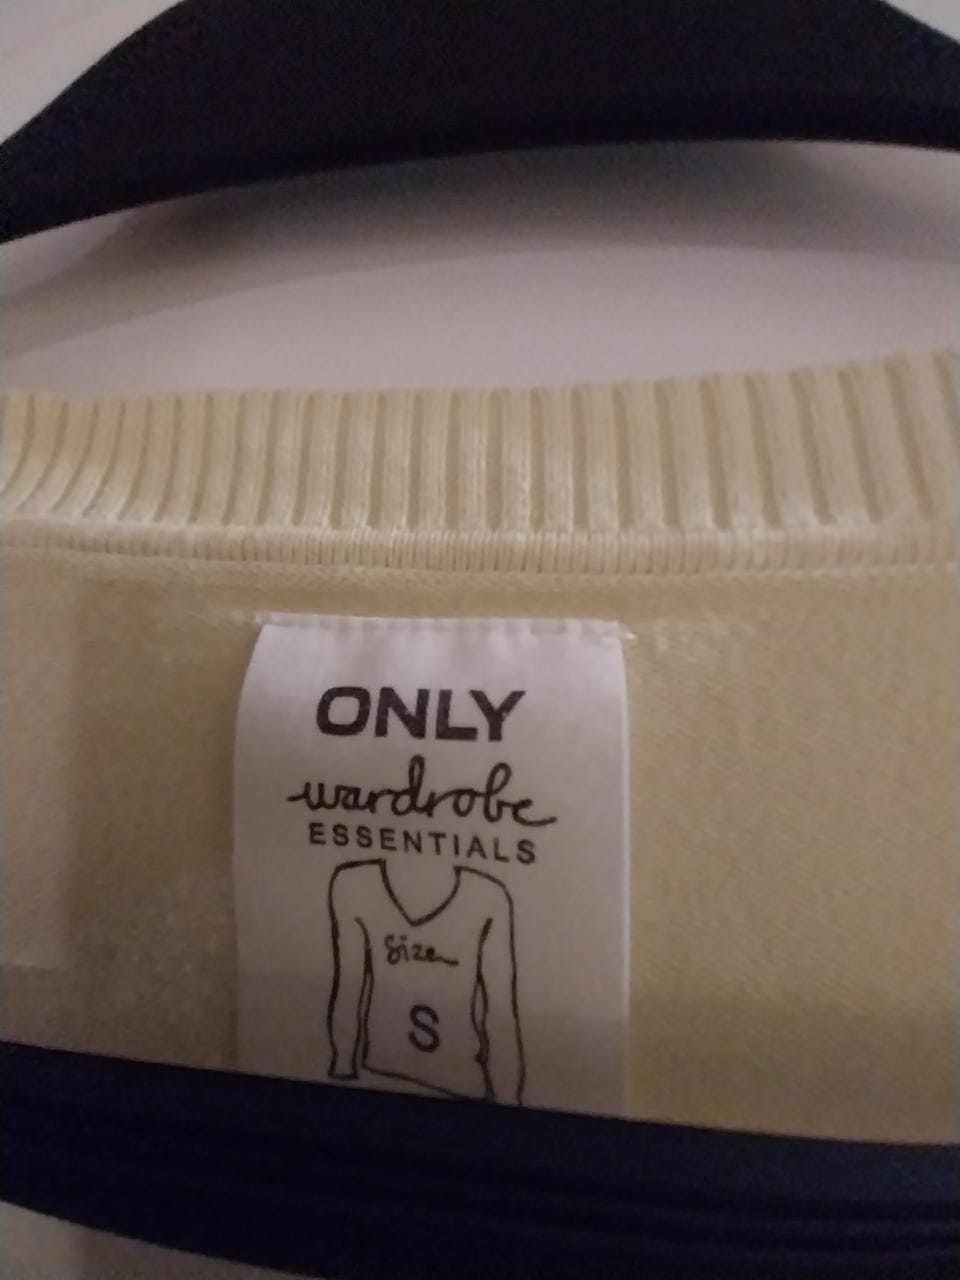 ONLY
wardrobe
ESSENTIALS
size
S